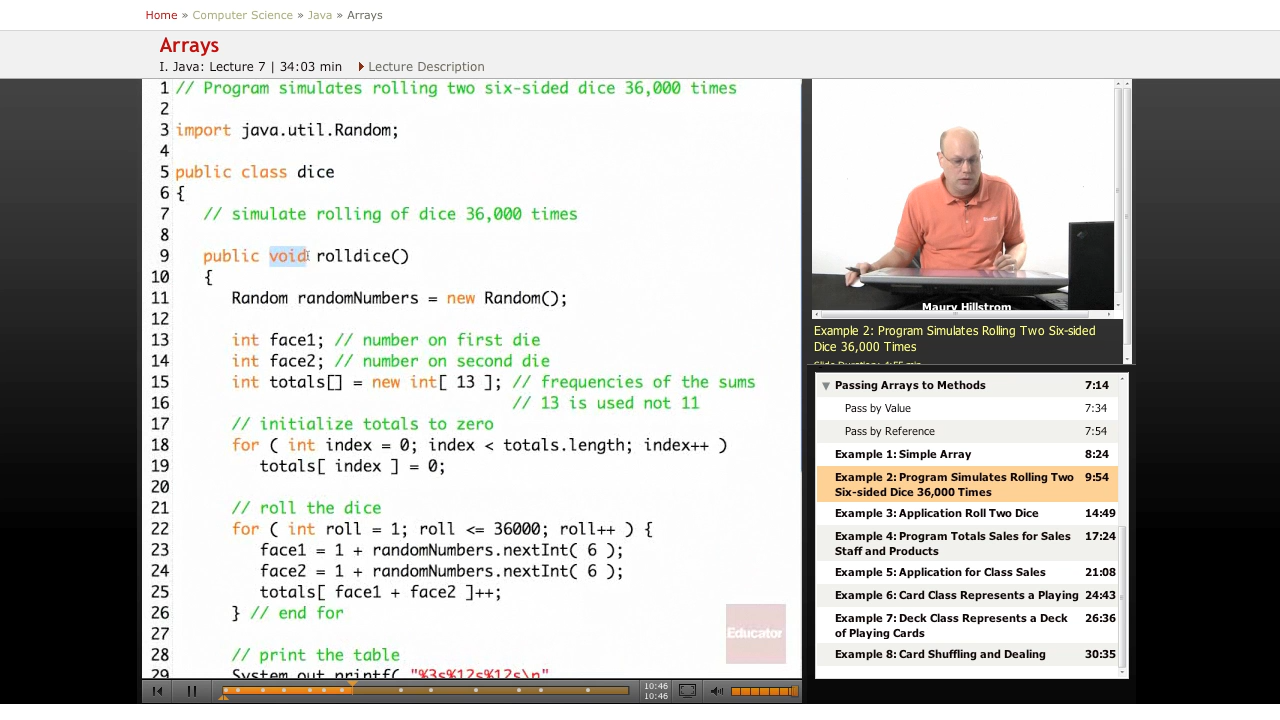 Home » Computer Science » Java » Arrays
Arrays
I. Java: Lecture 7 | 34:03 min Lecture Description
1 // Program simulates rolling two six-sided dice 36,000 times
2
3 import java.util.Random;
4
5 public class dice
6 {
7 // simulate rolling of dice 36,000 times
8
9 public void rolldice()
10 {
11 Random randomNumbers = new Random();
12
13 int face1; // number on first die
14 int face2; // number on second die
15 int totals[] = new int[ 13 ]; // frequencies of the sums
16 // 13 is used not 11
17 // initialize totals to zero
18 for ( int index = 0; index < totals.length; index++ )
19 totals[ index ] = 0;
20
21 // roll the dice
22 for ( int roll = 1; roll <= 36000; roll++ ) {
23 face1 = 1 + randomNumbers.nextInt( 6 );
24 face2 = 1 + randomNumbers.nextInt( 6 );
25 totals[ face1 + face2 ]++;
26 } // end for
27
28 // print the table
29 System.out.printf( "%3s%12s%12s\n"
Educator
10:46
10:46
Maury Hillstrom
Example 2: Program Simulates Rolling Two Six-sided
Dice 36,000 Times
Slide Duration: 4:55 min
Passing Arrays to Methods 7:14
Pass by Value 7:34
Pass by Reference 7:54
Example 1: Simple Array 8:24
Example 2: Program Simulates Rolling Two 9:54
Six-sided Dice 36,000 Times
Example 3: Application Roll Two Dice 14:49
Example 4: Program Totals Sales for Sales 17:24
Staff and Products
Example 5: Application for Class Sales 21:08
Example 6: Card Class Represents a Playing 24:43
Example 7: Deck Class Represents a Deck 26:36
of Playing Cards
Example 8: Card Shuffling and Dealing 30:35